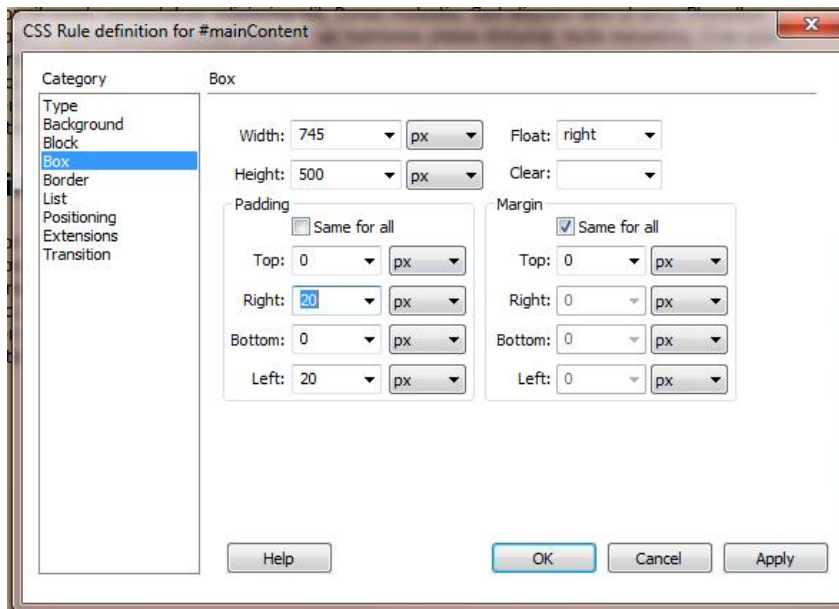 CSS Rule definition for #mainContent
Category
Box
Type
Background
Block
Box
Border
List
Positioning
Extensions
Transition
Width: 745 px Float: right
Height: 500 px Clear:
Padding Margin
Same for all Same for all
Top: 0 px Top: 0 px
Right: 20 px Right: 0 px
Bottom: 0 px Bottom: 0 px
Left: 20 px Left: 0 px
Help OK Cancel Apply